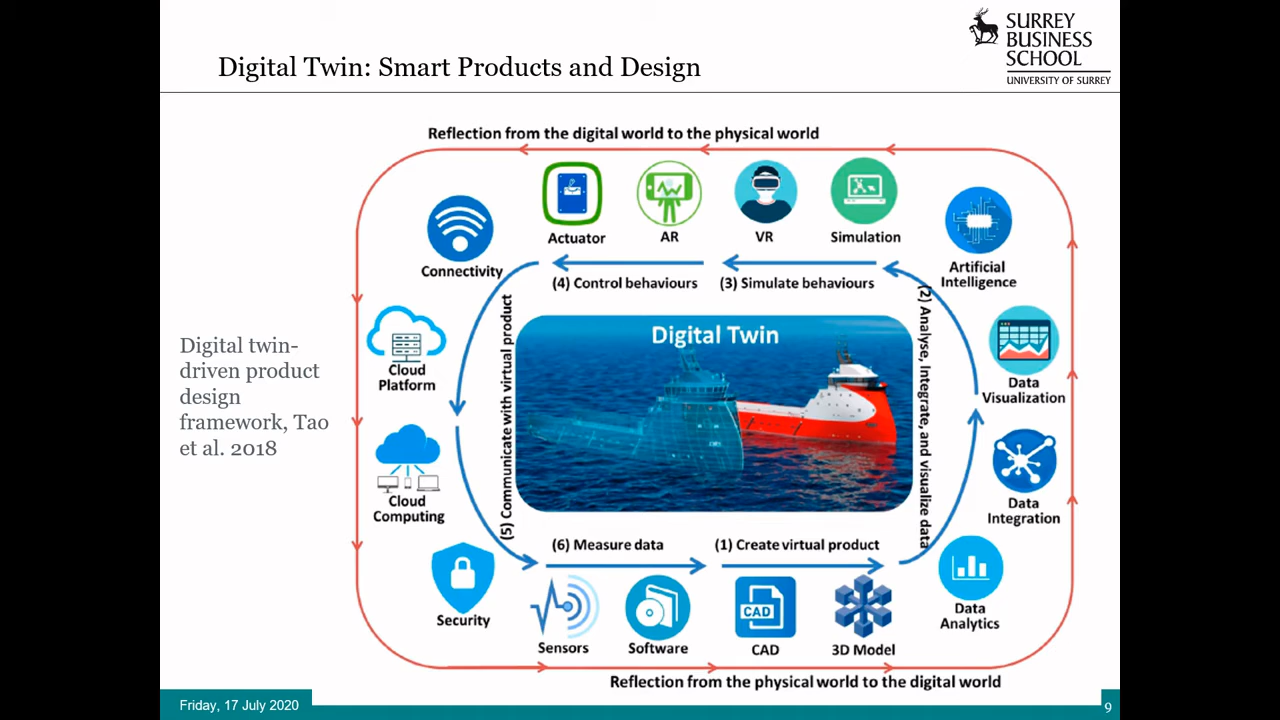 SURREY
BUSINESS
SCHOOL
UNIVERSITY OF SURREY
Digital Twin: Smart Products and Design
Reflection from the digital world to the physical world
Actuator
AR
VR
Simulation
Connectivity
Artificial
Intelligence
(4) Control behaviours
(3) Simulate behaviours
(2) Analyse, Integrate, and visualize data
(5) Communicate with virtual product
Digital Twin
Digital twin-
driven product
design
framework, Tao
et al. 2018
Cloud
Platform
Data
Visualization
Cloud
Computing
Data
Integration
(6) Measure data
(1) Create virtual product
Security
Sensors
Software
CAD
CAD
3D Model
Data
Analytics
Reflection from the physical world to the digital world
Friday, 17 July 2020
9